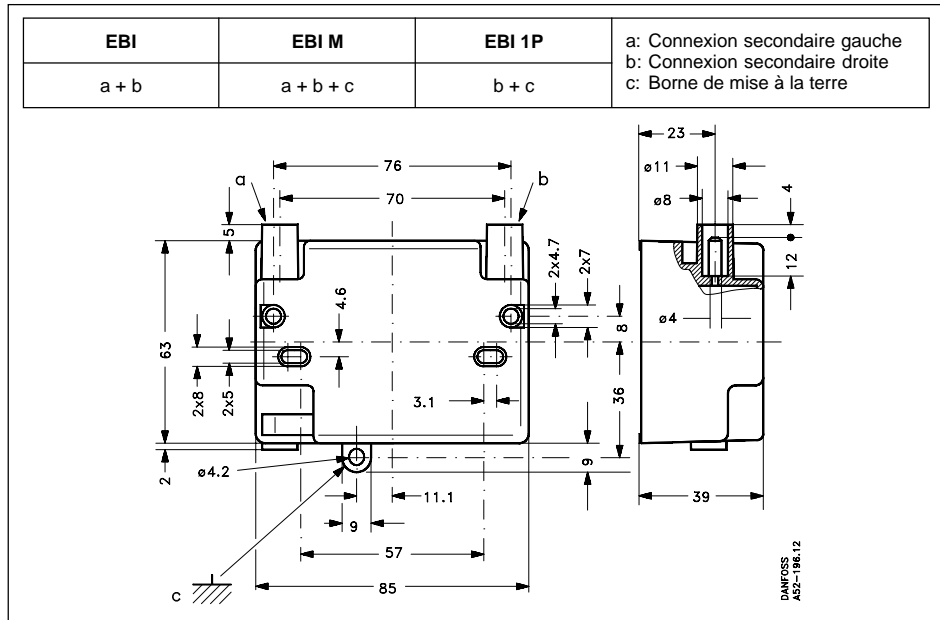 EBI
EBI M
EBI 1P
a: Connexion secondaire gauche
b: Connexion secondaire droite
c: Borne de mise à la terre
a + b
a + b + c
b + c
23
76
ø11
a
70
b
4
ø8
5
2x4.7
2x7
12
4.6
ø4
8
63
2x8
2x5
3.1
36
2
ø4.2
9
11.1
39
9
57
85
c
DANFOSS
A52-196.12